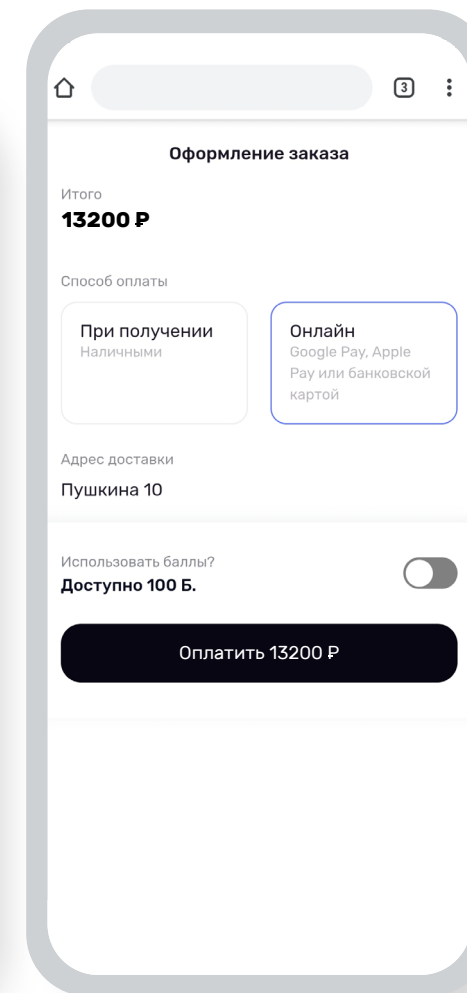 3
Оформление заказа
Итого
13200 ₽
Способ оплаты
При получении
Наличными
Онлайн
Google Pay, Apple
Pay или банковской
картой
Адрес доставки
Пушкина 10
Использовать баллы?
Доступно 100 Б.
Оплатить 13200 ₽